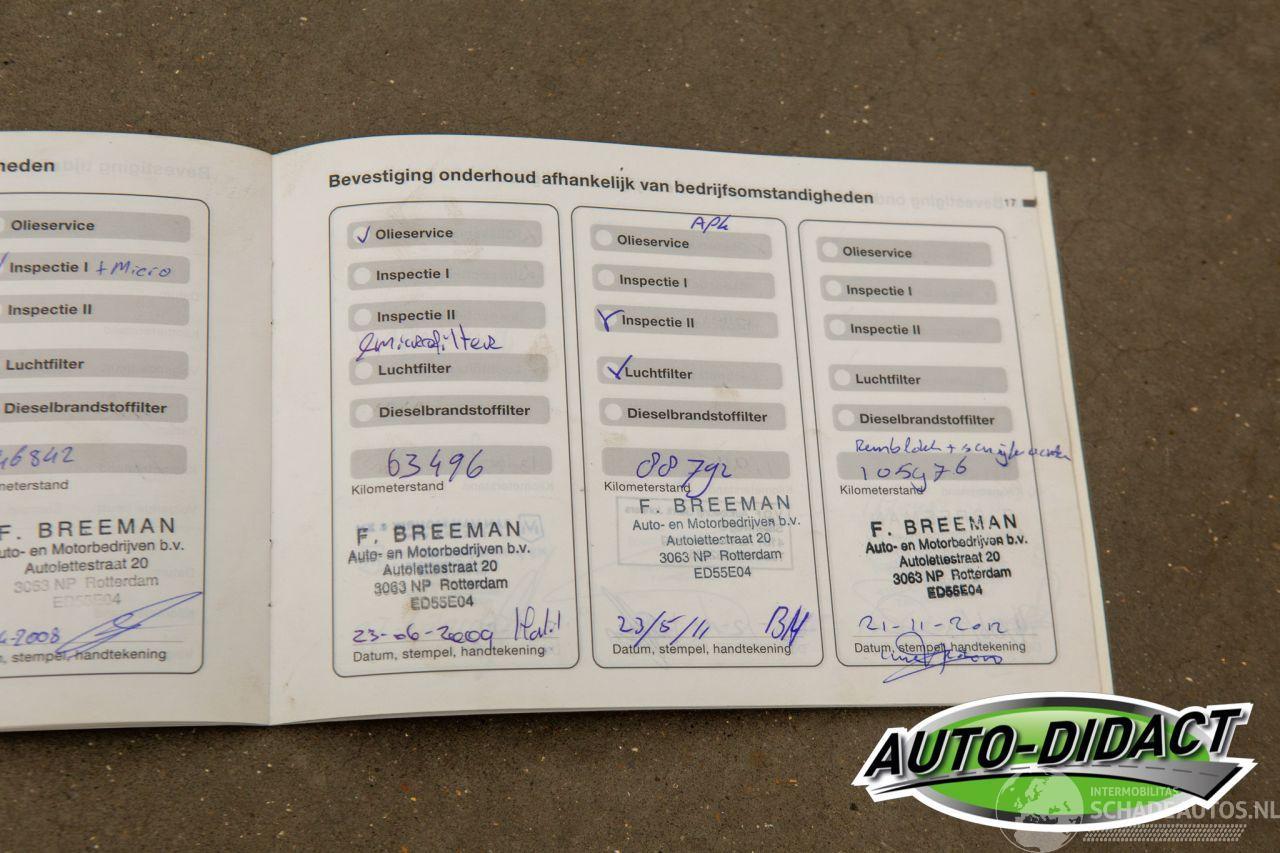 heden
Olieservice
Inspectie I + Micro
Inspectie II
Luchtfilter
Dieselbrandstoffilter
46842
meterstand
F. BREEMAN
uto- en Motorbedrijven b.v.
Autolettestraat 20
3063 NP Rotterdam
ED55E04
-2008
, stempel, handtekening
Bevestiging onderhoud afhankelijk van bedrijfsomstandigheden
17
Olieservice
Inspectie I
Inspectie II
&microfilter
Luchtfilter
Dieselbrandstoffilter
63496
Kilometerstand
F. BREEMAN
Auto- en Motorbedrijven b.v.
Autolettestraat 20
3063 NP Rotterdam
ED55E04
23-06-2009
Datum, stempel, handtekening
APK
Olieservice
Inspectie I
Inspectie II
Luchtfilter
Dieselbrandstoffilter
88792
Kilometerstand
F. BREEMAN
Auto- en Motorbedrijven b.v.
Autolettestraat 20
3063 NP Rotterdam
ED55E04
23/5/11
Datum, stempel, handtekening
Olieservice
Inspectie I
Inspectie II
Luchtfilter
Dieselbrandstoffilter
Remblokken + schijven
105976
Kilometerstand
F. BREEMAN
Auto- en Motorbedrijven b.v.
Autolettestraat 20
3063 NP Rotterdam
ED55E04
21-11-2012
Datum, stempel, handtekening
AUTO-DIDACT
INTERMOBILITAS
SCHADEAUTOS.NL